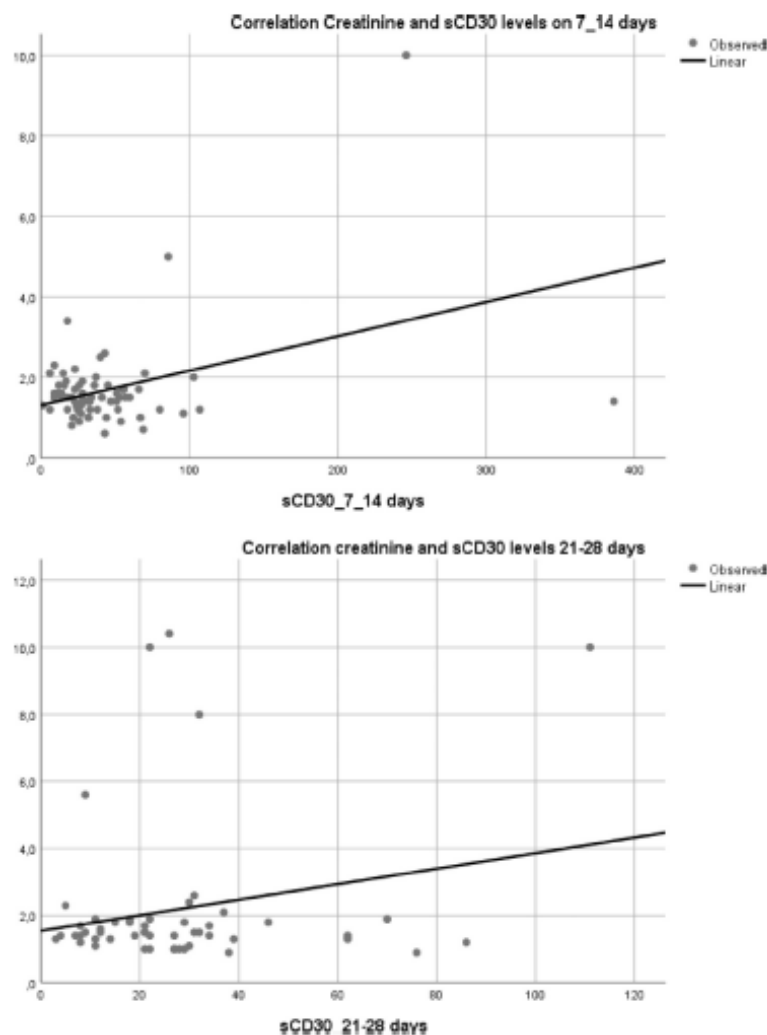 Correlation Creatinine and sCD30 levels on 7_14 days
Observed
Linear
10,0
8,0
6,0
4,0
2,0
,0
0 100 200 300 400
sCD30_7_14 days
Correlation creatinine and sCD30 levels 21-28 days
Observed
Linear
12,0
10,0
8,0
6,0
4,0
2,0
,0
0 20 40 60 80 100 120
sCD30_21-28 days